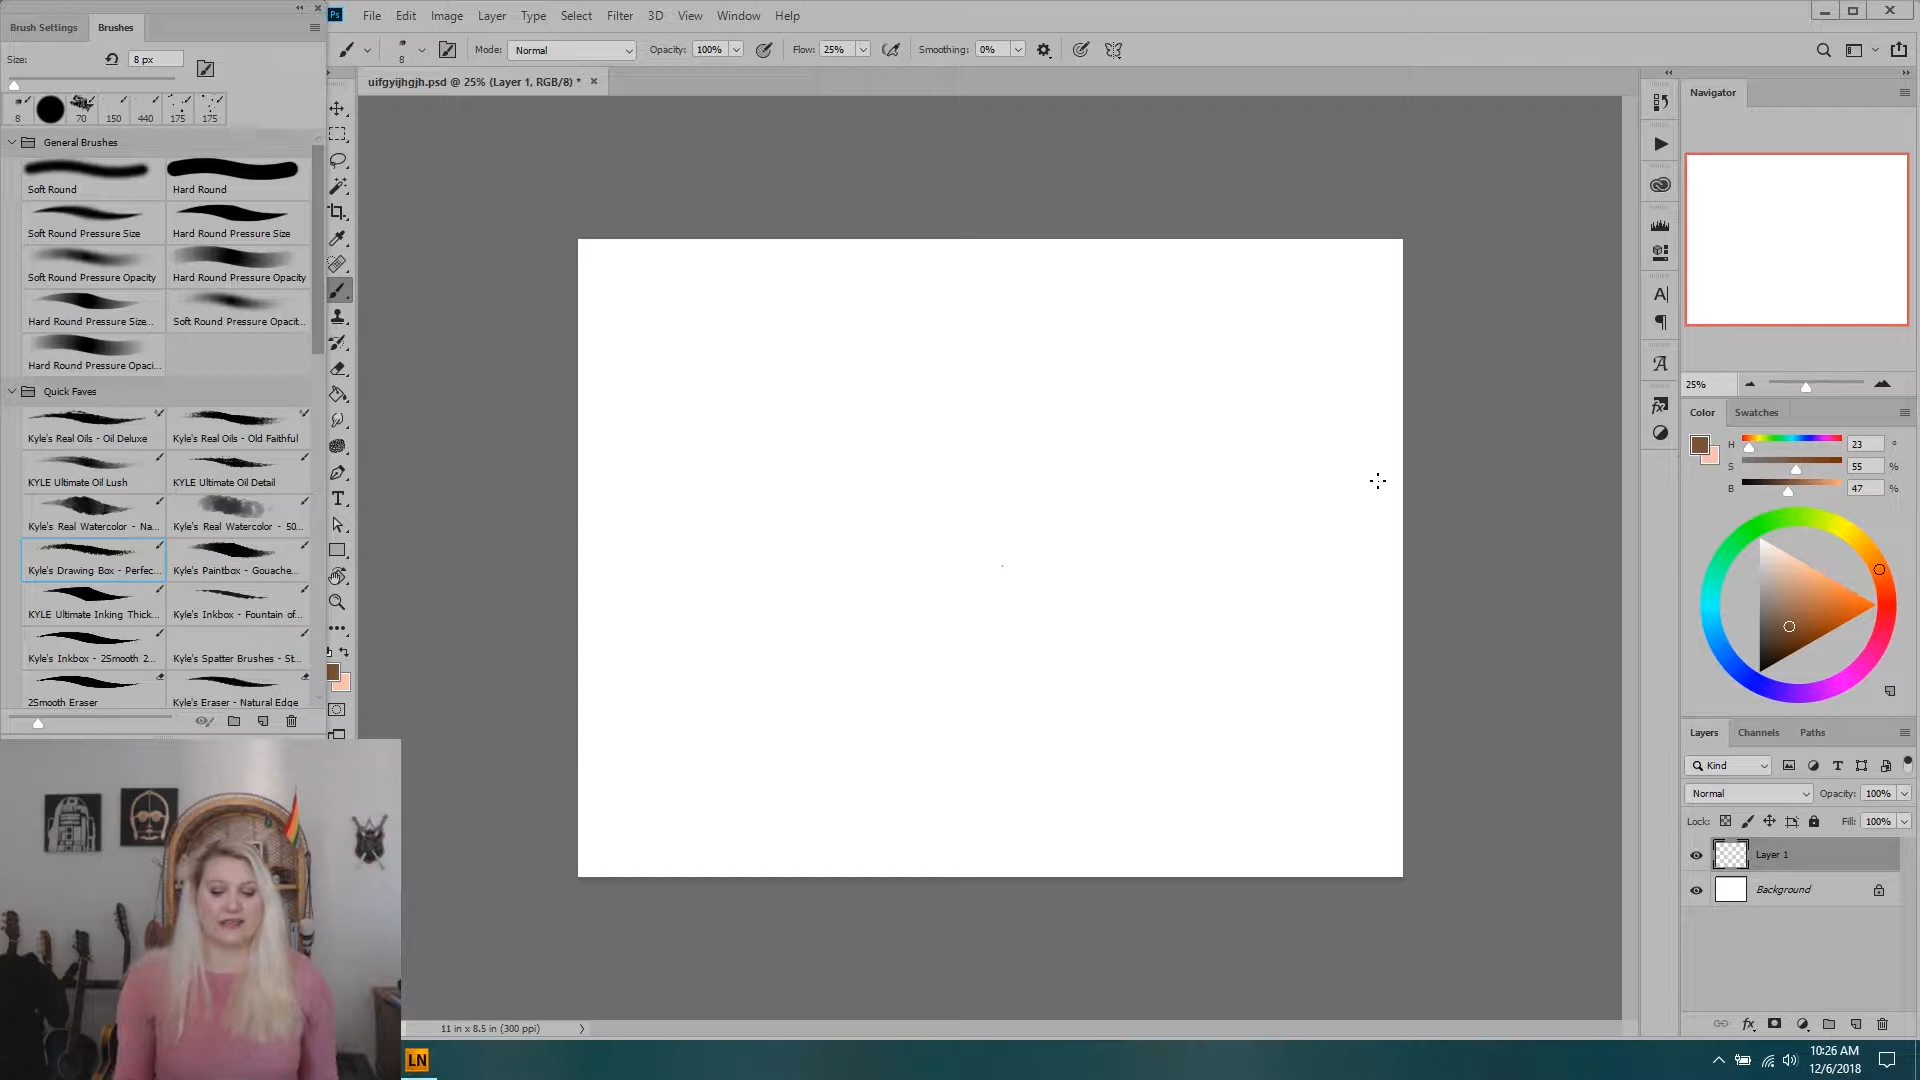 Ps File Edit Image Layer Type Select Filter 3D View Window Help
Brush Settings Brushes
Size: 8 px
8 70 150 440 175 175
8 Mode: Normal Opacity: 100% Flow: 25% Smoothing: 0%
uifgyijhgjh.psd @ 25% (Layer 1, RGB/8) *
General Brushes
Soft Round Hard Round
Soft Round Pressure Size Hard Round Pressure Size
Soft Round Pressure Opacity Hard Round Pressure Opacity
Hard Round Pressure Size... Soft Round Pressure Opacit...
Hard Round Pressure Opaci...
Quick Faves
Kyle's Real Oils - Oil Deluxe Kyle's Real Oils - Old Faithful
KYLE Ultimate Oil Lush KYLE Ultimate Oil Detail
Kyle's Real Watercolor - Na... Kyle's Real Watercolor - 50...
Kyle's Drawing Box - Perfec... Kyle's Paintbox - Gouache...
KYLE Ultimate Inking Thick... Kyle's Inkbox - Fountain of...
Kyle's Inkbox - 2Smooth 2... Kyle's Spatter Brushes - St...
2Smooth Eraser Kyle's Eraser - Natural Edge
Navigator
25%
Color Swatches
H 23 °
S 55 %
B 47 %
Layers Channels Paths
Kind
Normal Opacity: 100%
Lock: Fill: 100%
Layer 1
Background
fx
11 in x 8.5 in (300 ppi)
LN
10:26 AM
12/6/2018